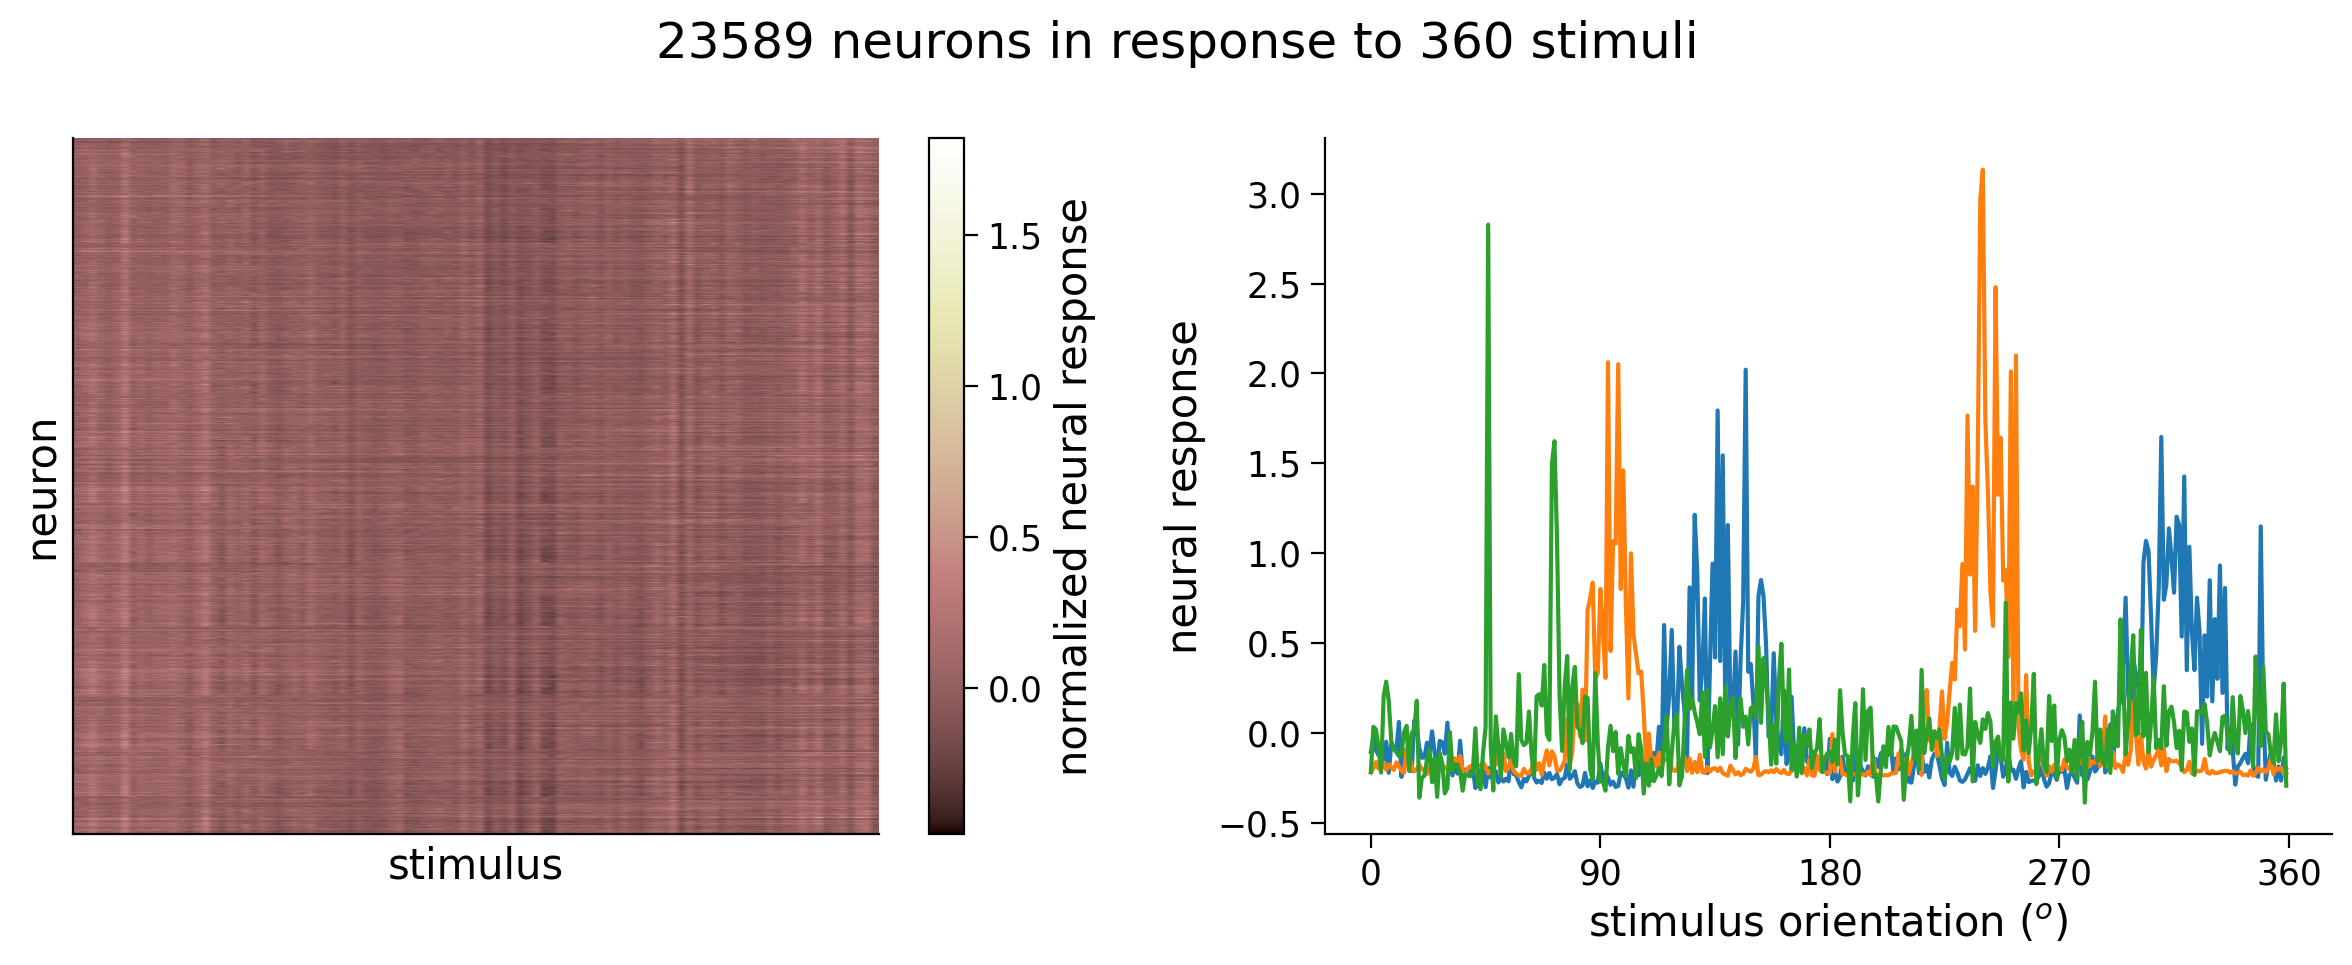 23589 neurons in response to 360 stimuli
neuron
stimulus
1.5
1.0
0.5
0.0
normalized neural response
neural response
3.0
2.5
2.0
1.5
1.0
0.5
0.0
−0.5
0 90 180 270 360
stimulus orientation (o)